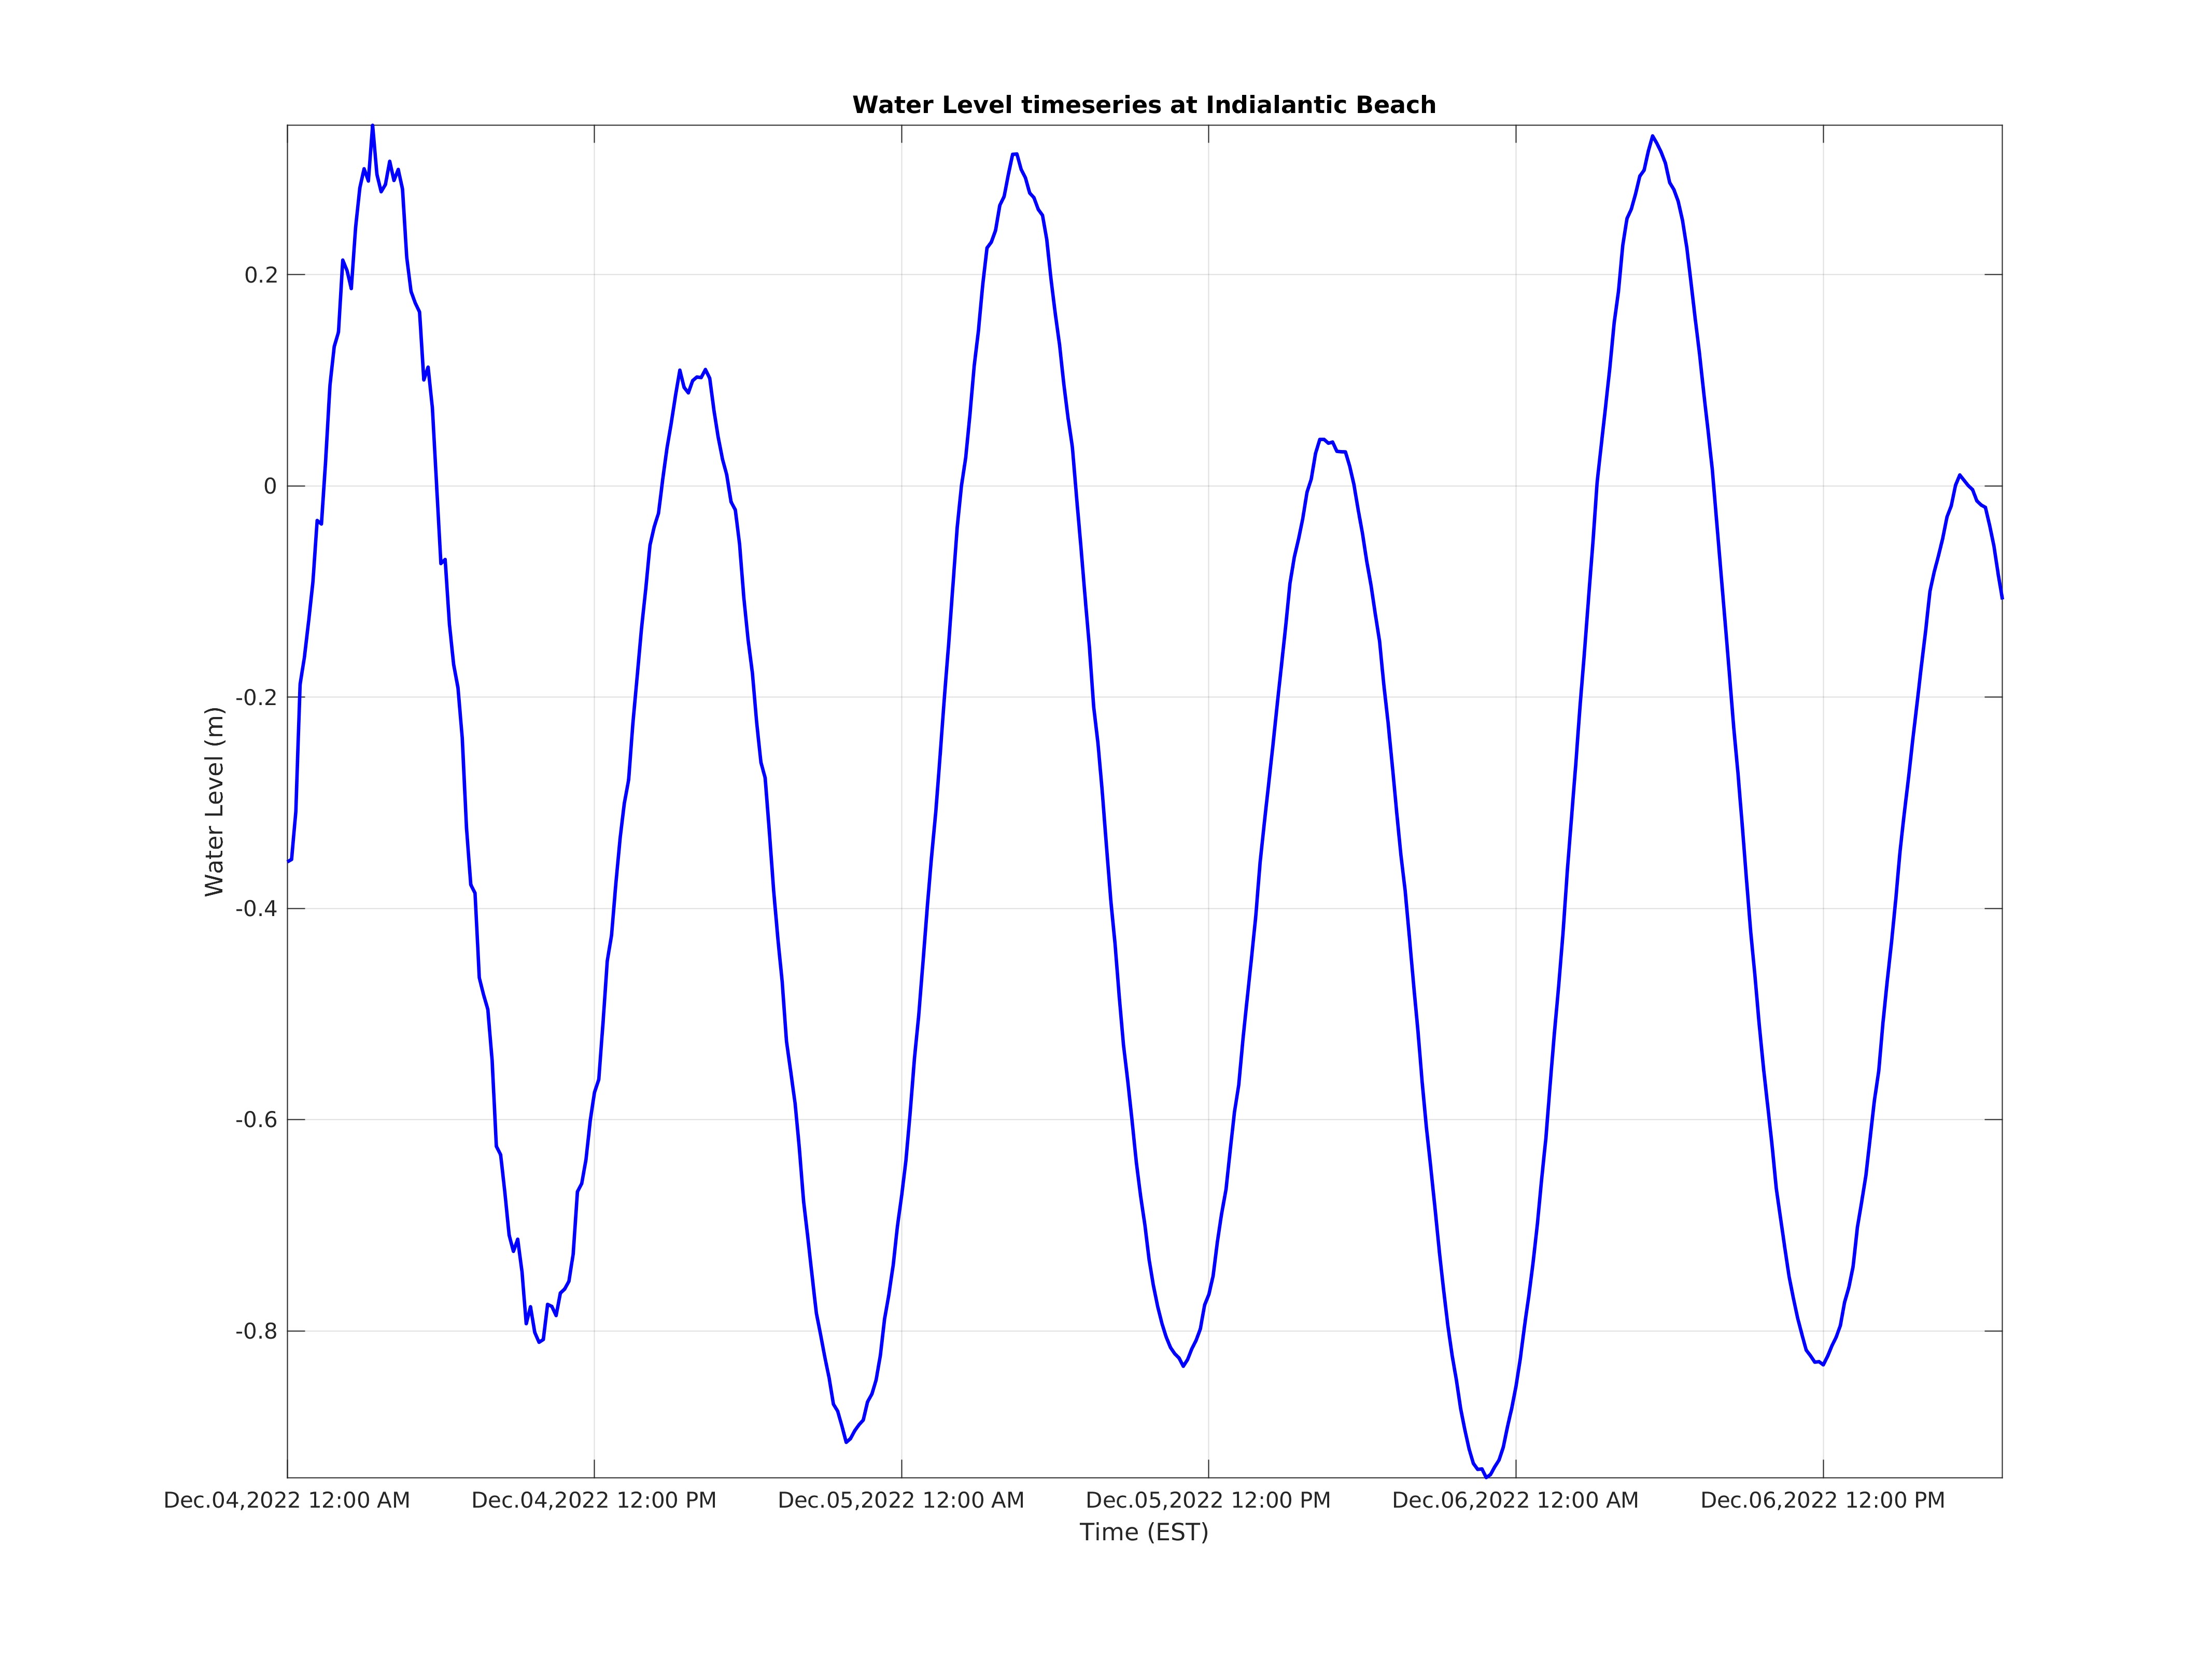 Water Level timeseries at Indialantic Beach
0.2
0
-0.2
-0.4
-0.6
-0.8
Water Level (m)
Dec.04,2022 12:00 AM Dec.04,2022 12:00 PM Dec.05,2022 12:00 AM Dec.05,2022 12:00 PM Dec.06,2022 12:00 AM Dec.06,2022 12:00 PM
Time (EST)